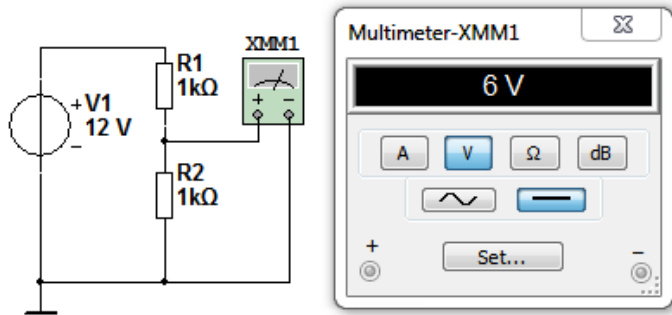 XMM1
R1
1kΩ
+
−
+ V1
12 V
−
R2
1kΩ
Multimeter-XMM1
6 V
A
V
Ω
dB
+
Set...
−